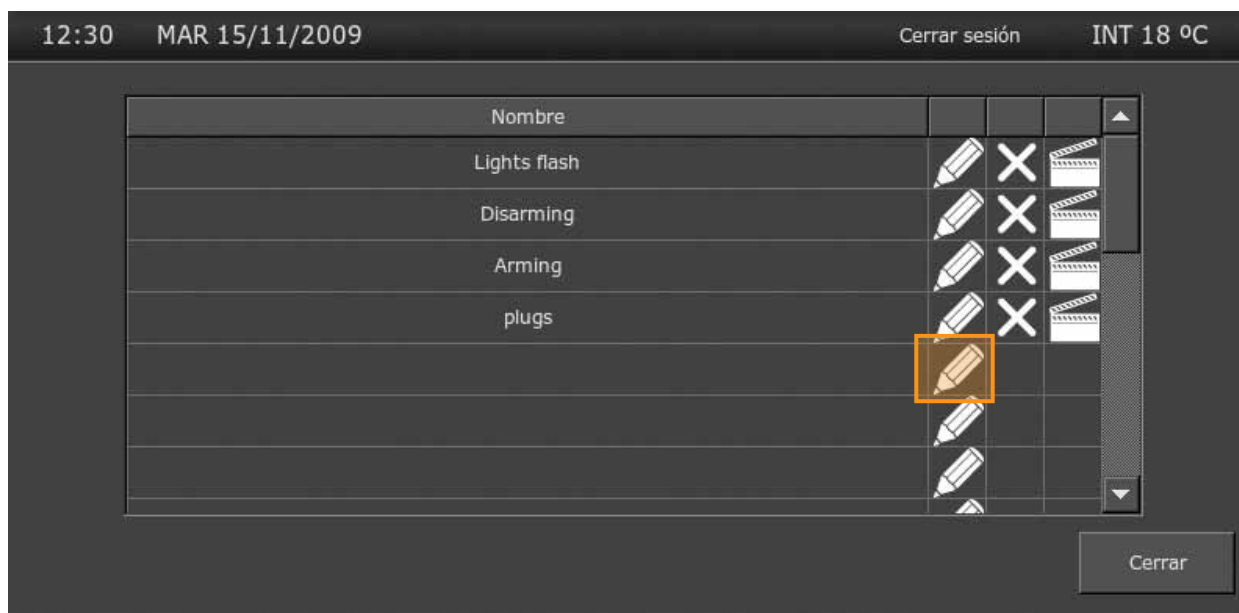 12:30 MAR 15/11/2009 Cerrar sesión INT 18 ºC
Nombre
Lights flash
Disarming
Arming
plugs
Cerrar